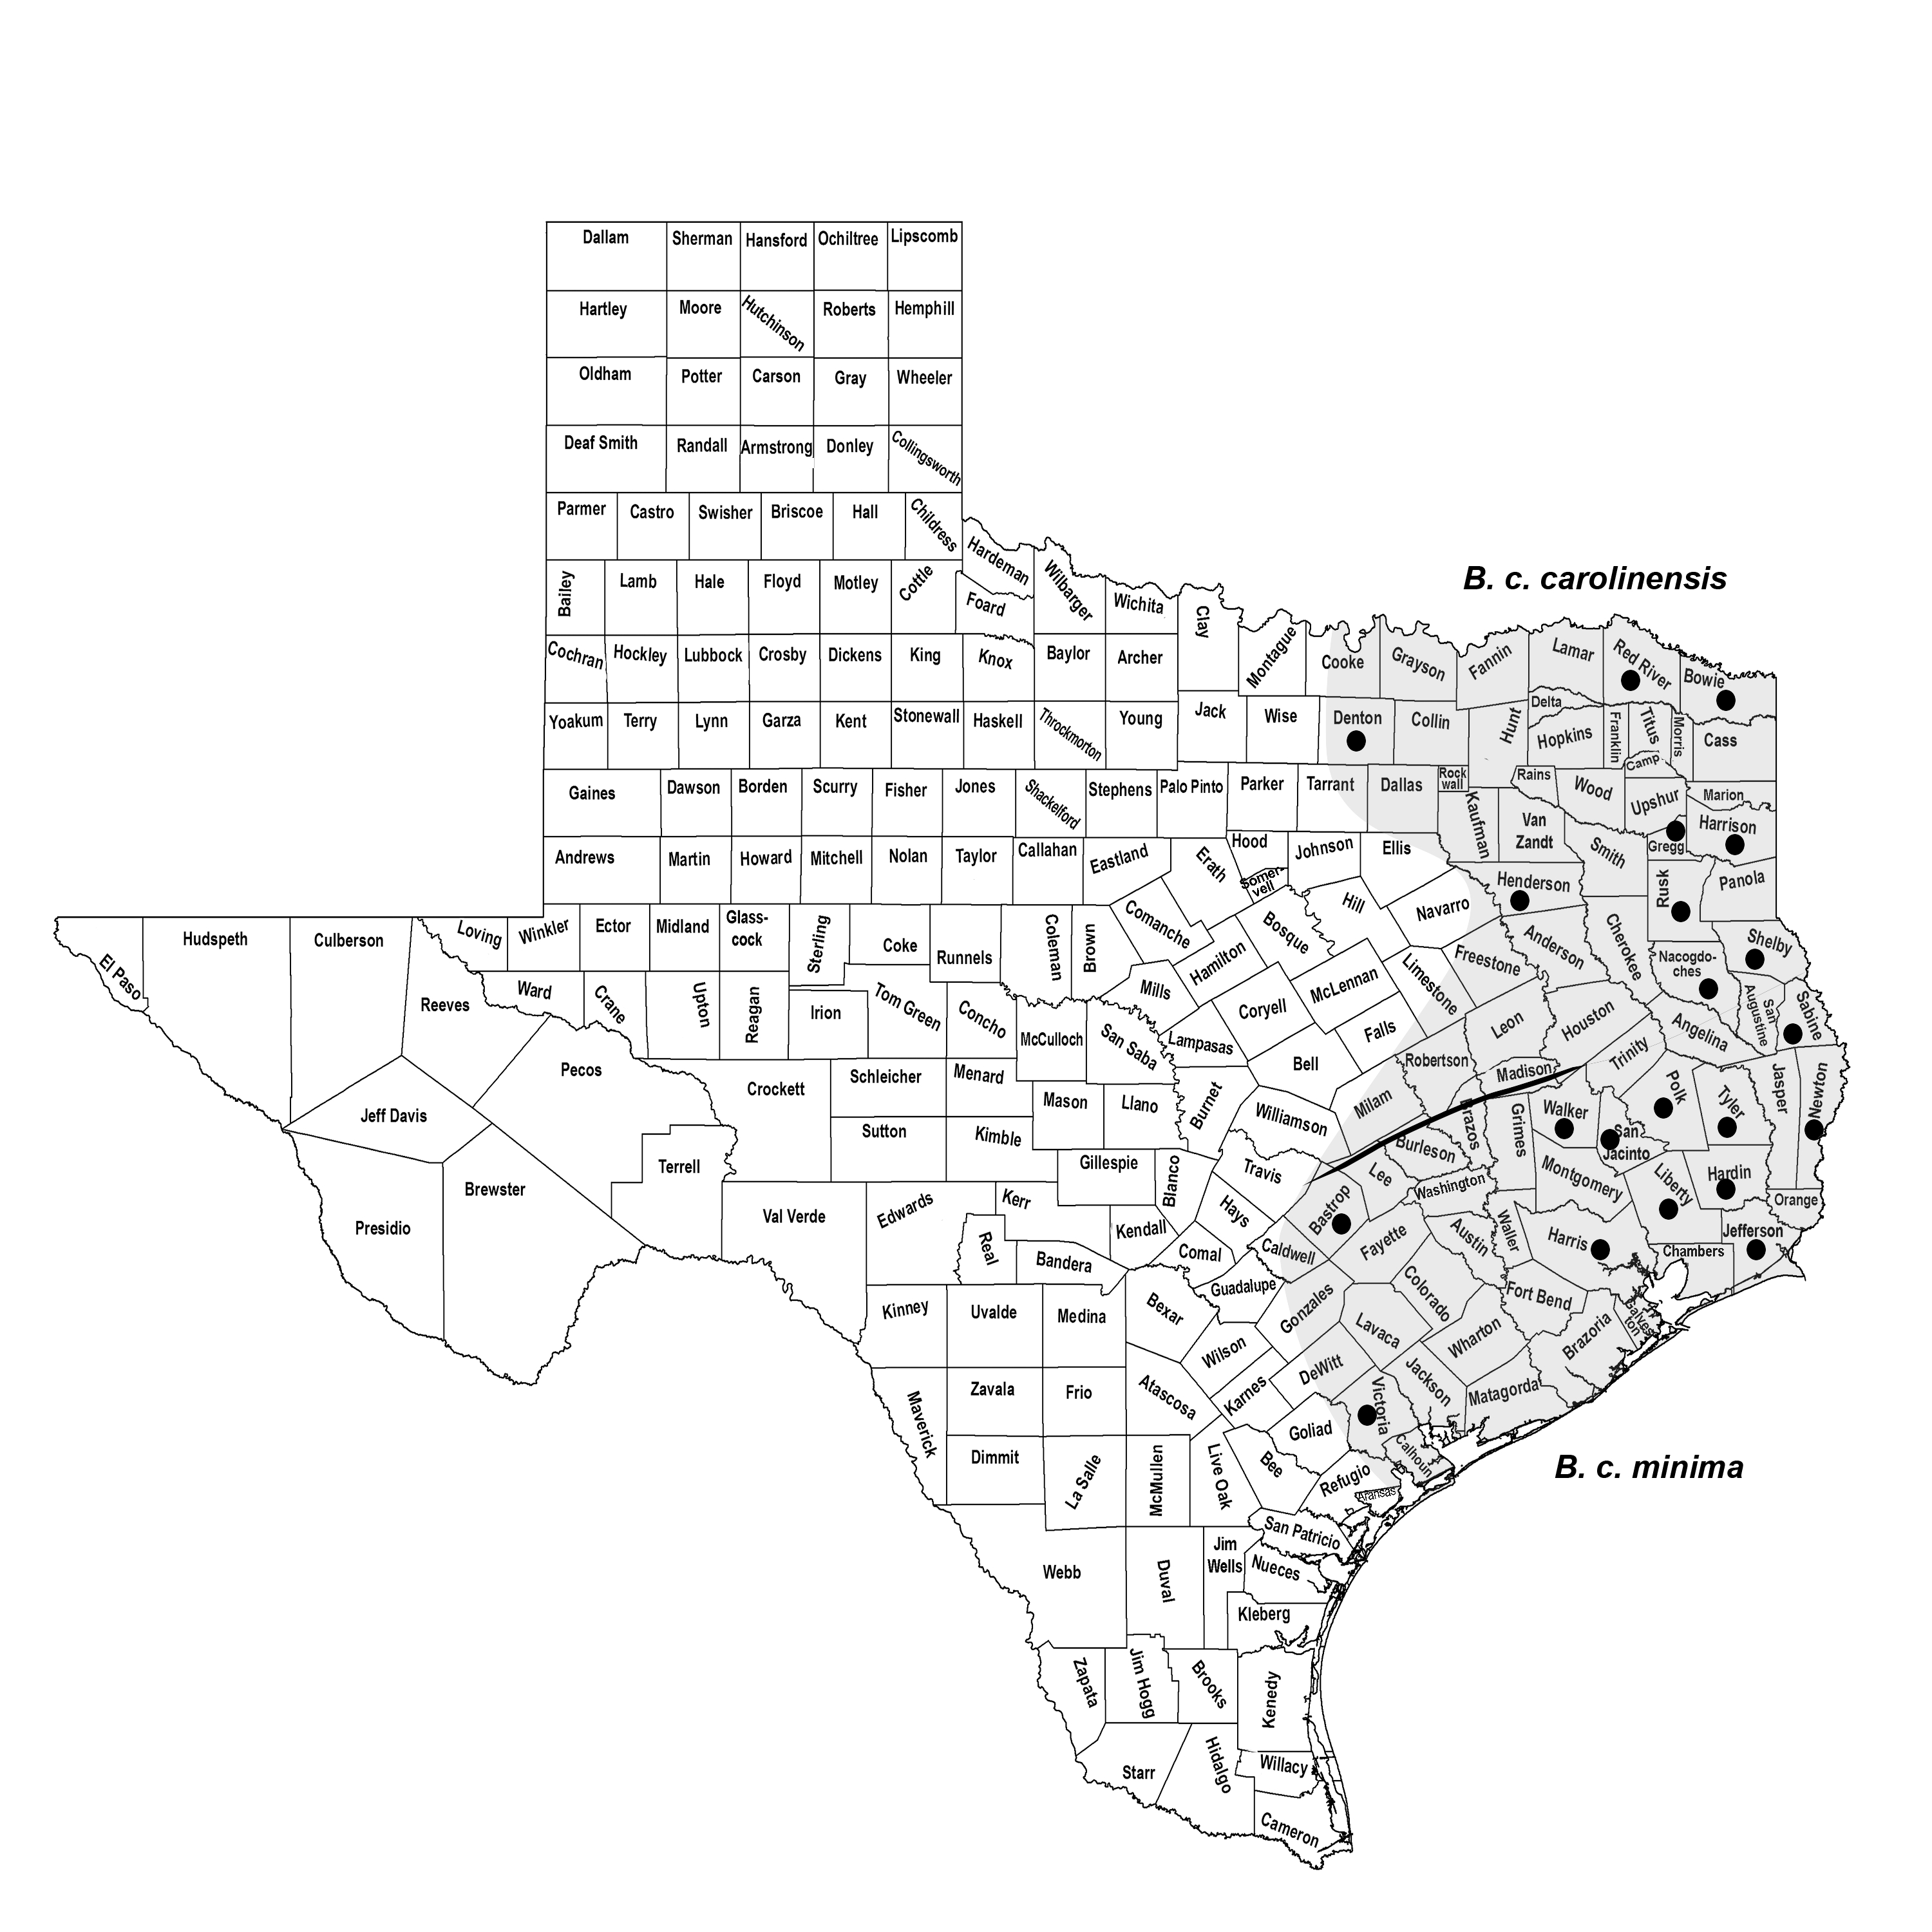 Dallam
Sherman
Hansford
Ochiltree
Lipscomb
Hartley
Moore
Hutchinson
Roberts
Hemphill
Oldham
Potter
Carson
Gray
Wheeler
Deaf Smith
Randall
Armstrong
Donley
Collingsworth
Parmer
Castro
Swisher
Briscoe
Hall
Childress
Hardeman
Bailey
Lamb
Hale
Floyd
Motley
Cottle
Foard
Wilbarger
Wichita
Clay
B. c. carolinensis
Cochran
Hockley
Lubbock
Crosby
Dickens
King
Knox
Baylor
Archer
Montague
Cooke
Grayson
Fannin
Lamar
Red River
Bowie
Yoakum
Terry
Lynn
Garza
Kent
Stonewall
Haskell
Throckmorton
Young
Jack
Wise
Denton
Collin
Hunt
Delta
Hopkins
Franklin
Titus
Morris
Cass
Gaines
Dawson
Borden
Scurry
Fisher
Jones
Shackelford
Stephens
Palo Pinto
Parker
Tarrant
Dallas
Rock
wall
Kaufman
Rains
Wood
Camp
Upshur
Marion
Harrison
Andrews
Martin
Howard
Mitchell
Nolan
Taylor
Callahan
Eastland
Erath
Hood
Somer-
vell
Johnson
Ellis
Van
Zandt
Smith
Gregg
Rusk
Panola
Henderson
El Paso
Hudspeth
Culberson
Loving
Winkler
Ector
Midland
Glass-
cock
Sterling
Coke
Runnels
Coleman
Brown
Comanche
Hamilton
Bosque
Hill
Navarro
Freestone
Anderson
Cherokee
Nacogdo-
ches
Shelby
Reeves
Ward
Crane
Upton
Reagan
Irion
Tom Green
Concho
McCulloch
San Saba
Mills
Lampasas
Coryell
McLennan
Limestone
Falls
Bell
Robertson
Leon
Houston
Trinity
Angelina
San
Augustine
Sabine
Jeff Davis
Pecos
Crockett
Schleicher
Menard
Mason
Llano
Burnet
Williamson
Milam
Madison
Brazos
Grimes
Walker
San
Jacinto
Polk
Tyler
Jasper
Newton
Presidio
Brewster
Terrell
Sutton
Kimble
Gillespie
Blanco
Travis
Hays
Bastrop
Lee
Burleson
Washington
Montgomery
Liberty
Hardin
Orange
Val Verde
Edwards
Kerr
Real
Bandera
Kendall
Comal
Caldwell
Guadalupe
Fayette
Austin
Waller
Harris
Chambers
Jefferson
Kinney
Uvalde
Medina
Bexar
Wilson
Gonzales
Lavaca
Colorado
Fort Bend
Wharton
Brazoria
Galves
ton
Maverick
Zavala
Frio
Atascosa
Karnes
DeWitt
Victoria
Jackson
Matagorda
Dimmit
La Salle
McMullen
Live Oak
Bee
Goliad
Refugio
Calhoun
Aransas
B. c. minima
Webb
Duval
Jim
Wells
San Patricio
Nueces
Kleberg
Zapata
Jim Hogg
Brooks
Kenedy
Starr
Hidalgo
Willacy
Cameron